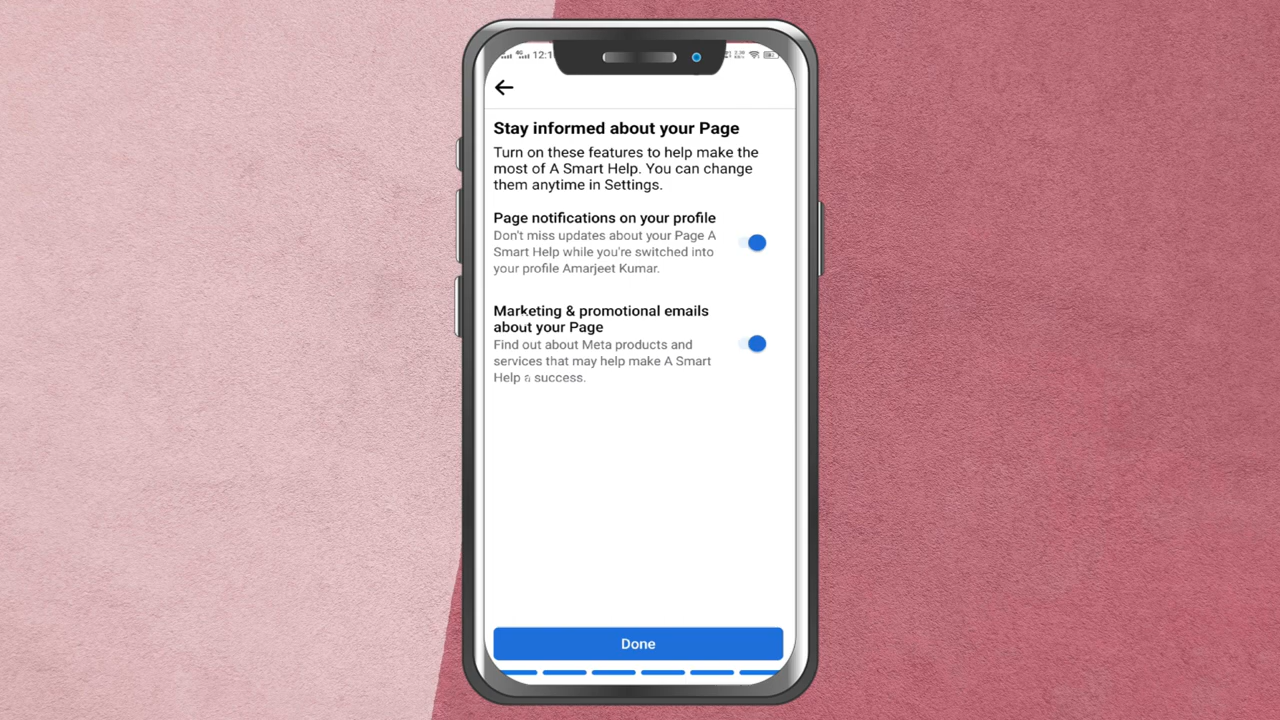 4G 12:1
Stay informed about your Page
Turn on these features to help make the
most of A Smart Help. You can change
them anytime in Settings.
Page notifications on your profile
Don't miss updates about your Page A
Smart Help while you're switched into
your profile Amarjeet Kumar.
Marketing & promotional emails
about your Page
Find out about Meta products and
services that may help make A Smart
Help a success.
Done